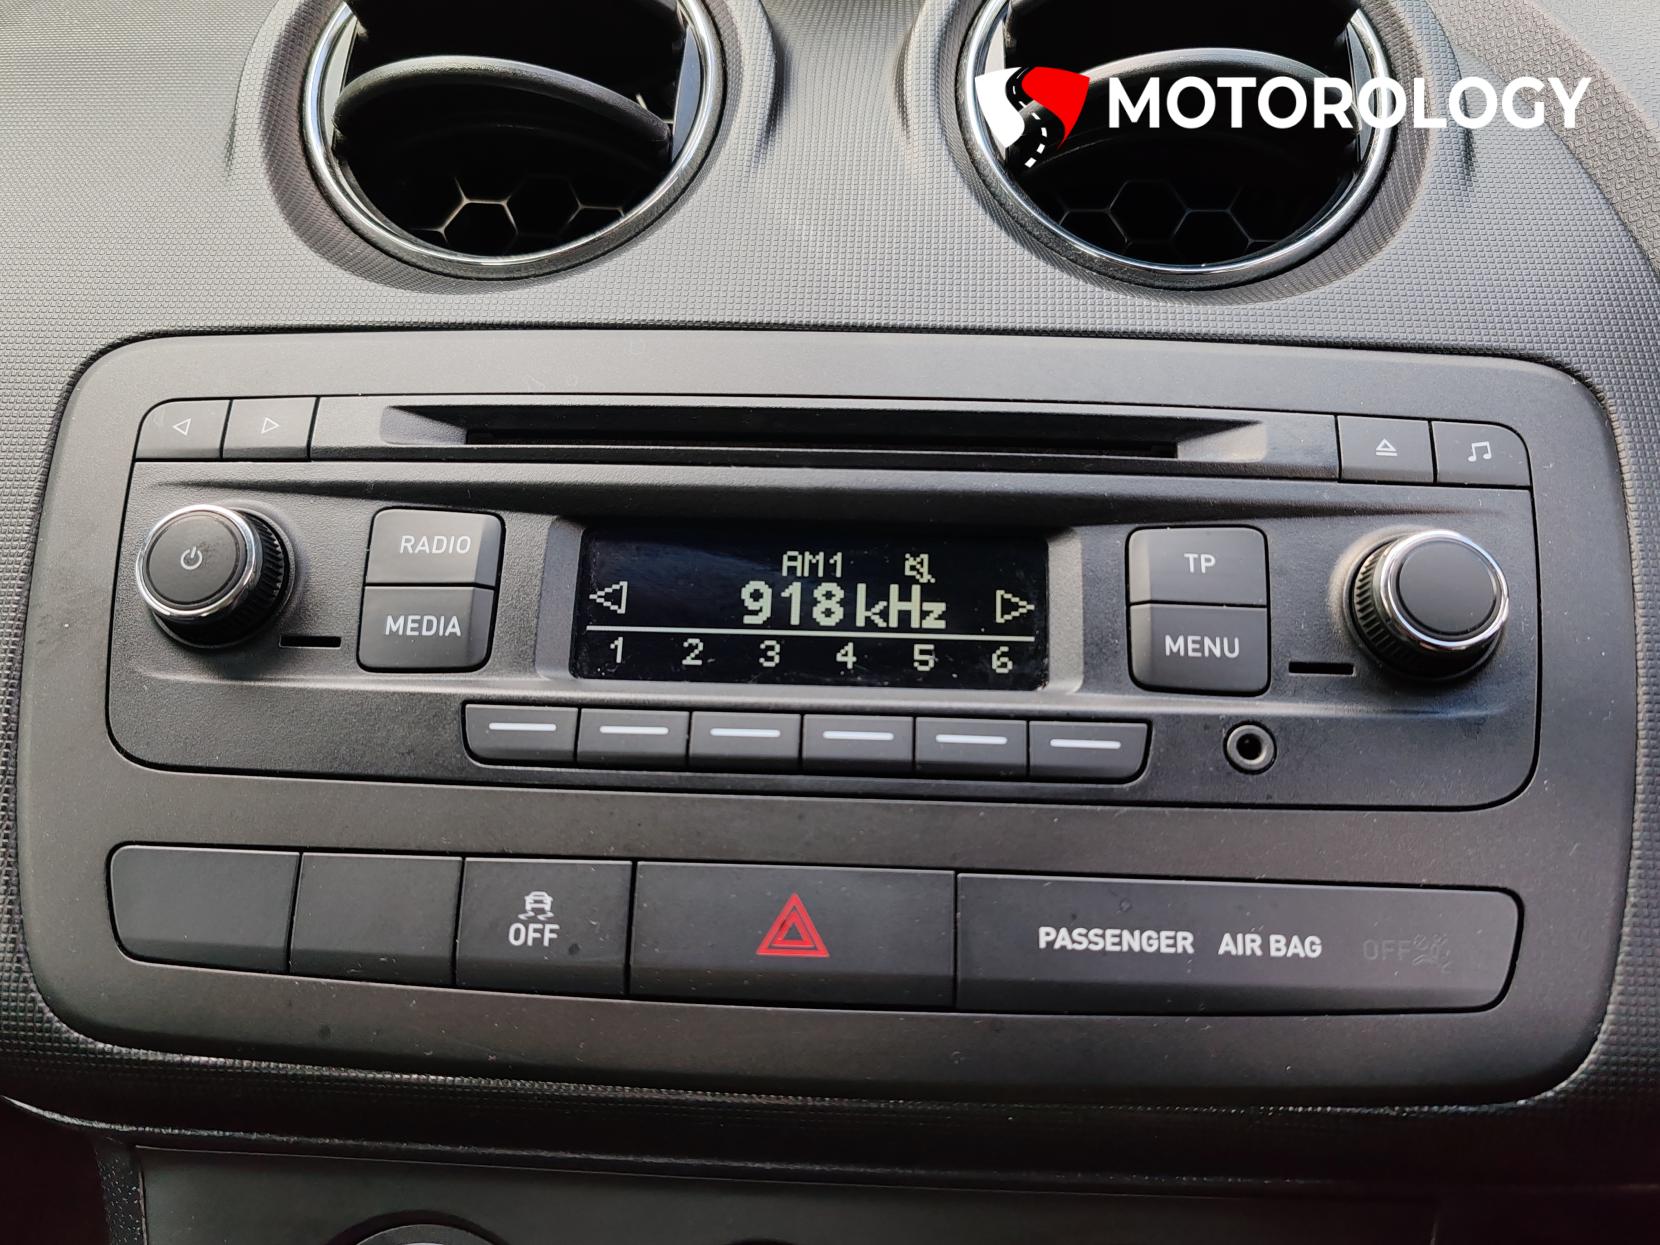 MOTOROLOGY
RADIO
MEDIA
AM1
918kHz
1 2 3 4 5 6
TP
MENU
OFF
PASSENGER AIR BAG OFF